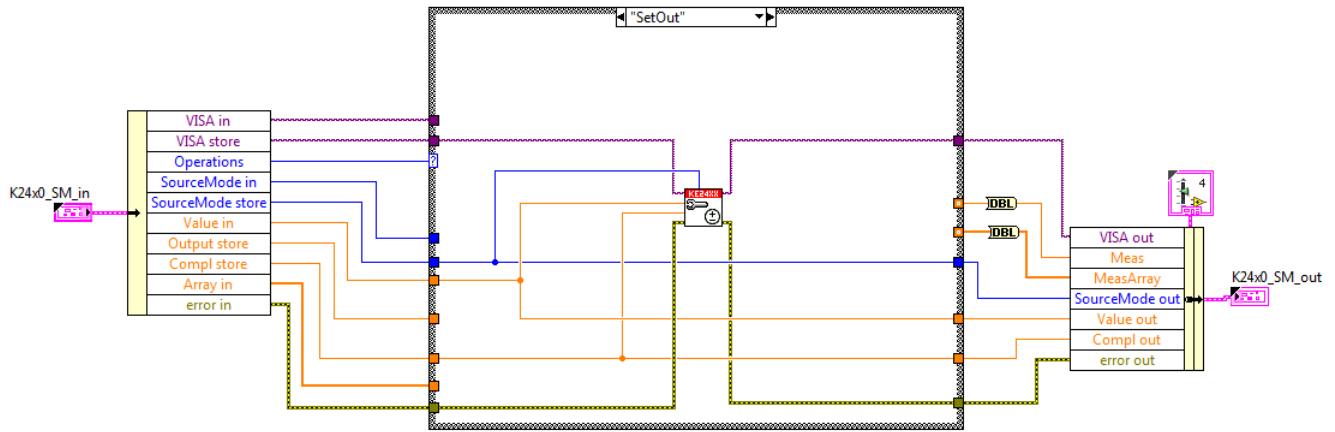 "SetOut"
K24x0_SM_in
VISA in
VISA store
Operations
SourceMode in
SourceMode store
Value in
Output store
Compl store
Array in
error in
?
KE24XX
DBL
DBL
4
VISA out
Meas
MeasArray
SourceMode out
Value out
Compl out
error out
K24x0_SM_out